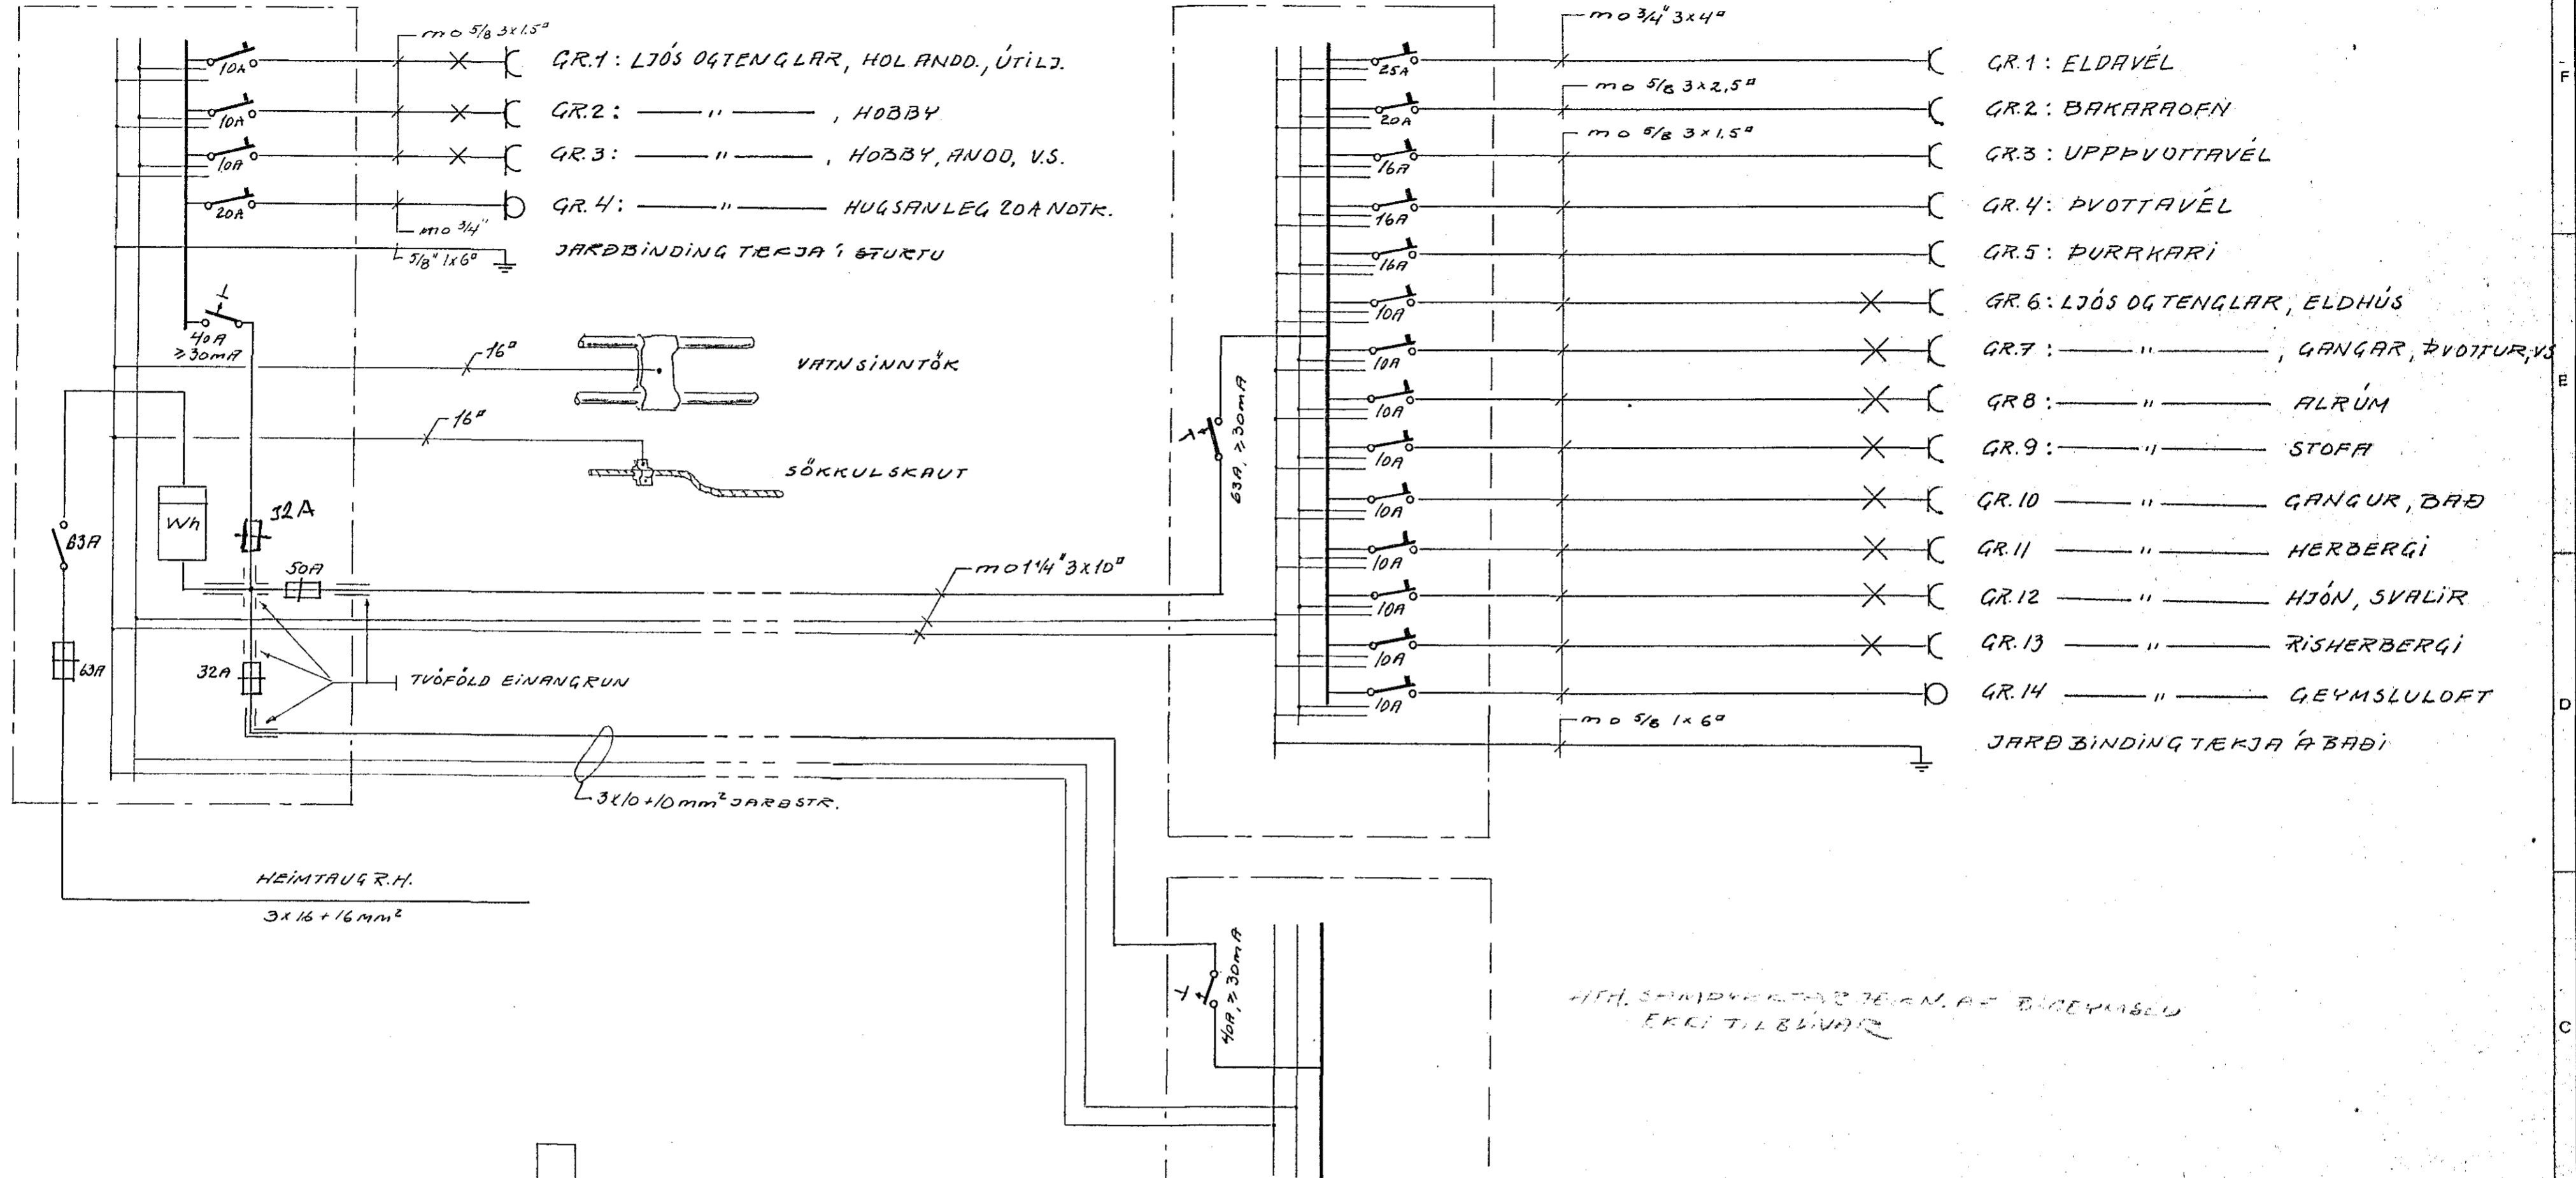 mo 5/8 3x1.5□
10A GR.1: LJÓS OG TENGLAR, HOL ANDD., ÚTILJ.
10A GR.2: ——— " ——— , HOBBY
10A GR.3: ——— " ——— , HOBBY, ANDD, V.S.
20A GR.4: ——— " ——— HUGSANLEG 20A NOTK.
mo 3/4"
5/8" 1x6□ JARÐBINDING TÆKJA Í STURTU
40A
≥30mA
16□ VATNSINNTÖK
16□
SÖKKULSKAUT
Wh
32A
63A
50A
mo 1 1/4" 3x10□
63A
32A
TVÖFÖLD EINANGRUN
3x10+10mm² JARÐSTR.
HEIMTAUG R.H.
3x16+16mm²
mo 3/4" 3x4□
25A GR.1: ELDAVÉL
mo 5/8 3x2,5□
20A GR.2: BAKARAOFN
mo 5/8 3x1,5□
16A GR.3: UPPÞVOTTAVÉL
16A GR.4: ÞVOTTAVÉL
16A GR.5: ÞURRKARI
10A GR.6: LJÓS OG TENGLAR, ELDHÚS
10A GR.7: ——— " ——— , GANGAR, ÞVOTTUR, VS
10A GR8: ——— " ——— ALRÚM
10A GR.9: ——— " ——— STOFA
10A GR.10 ——— " ——— GANGUR, BAÐ
10A GR.11 ——— " ——— HERBERGI
10A GR.12 ——— " ——— HJÓN, SVALIR
10A GR.13 ——— " ——— RISHERBERGI
10A GR.14 ——— " ——— GEYMSLULOFT
mo 5/8 1x6□
JARÐBINDING TÆKJA Á BAÐI
63A, ≥30mA
40A, ≥30mA
ATH.
EKKI TILBÚNAR
F
E
D
C